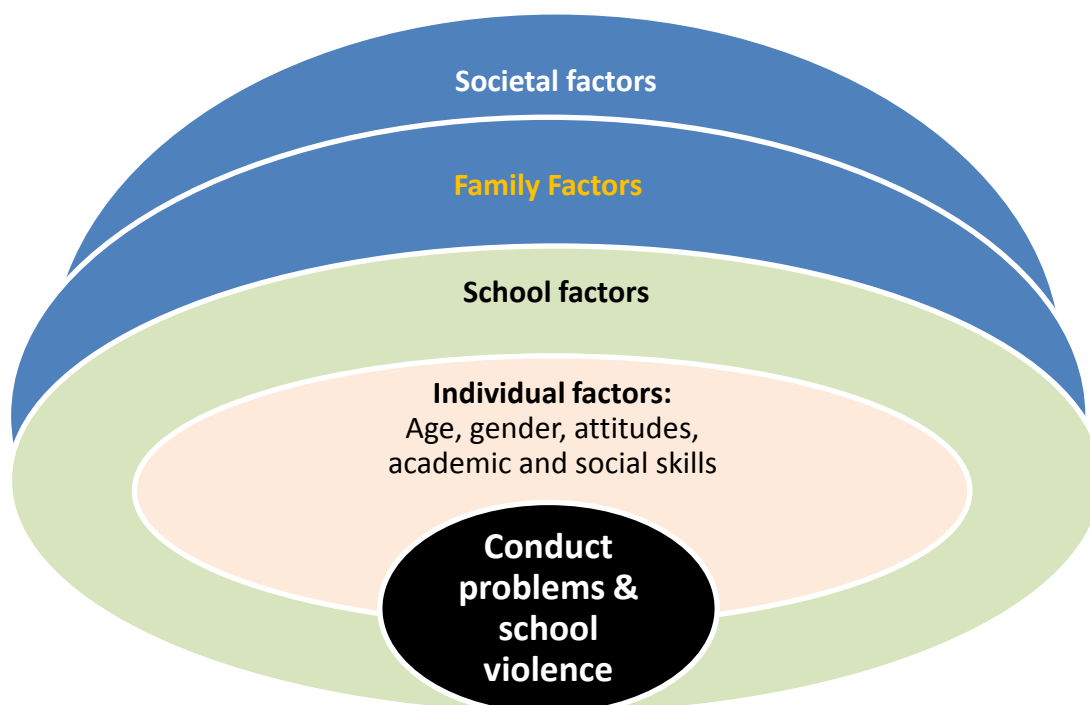 Societal factors
Family Factors
School factors
Individual factors:
Age, gender, attitudes,
academic and social skills
Conduct
problems &
school
violence